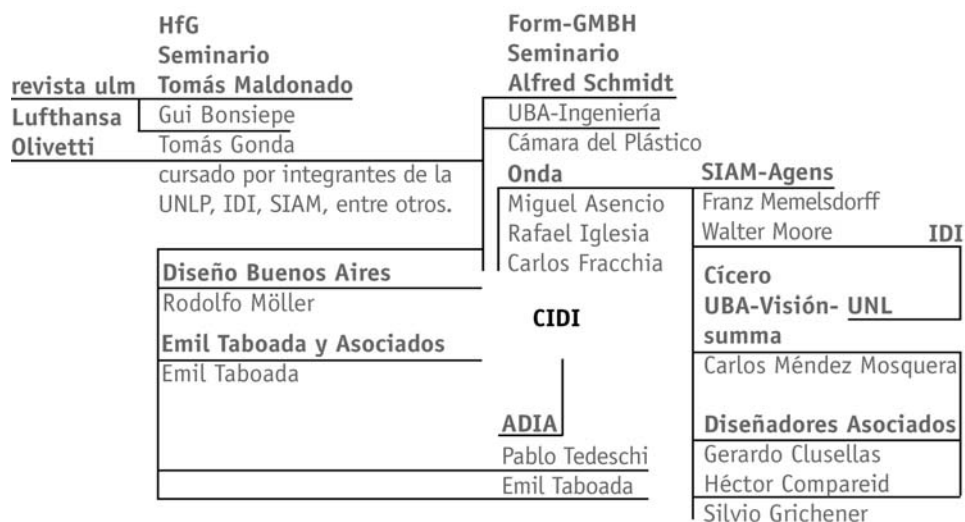 HfG
Seminario
revista ulm Tomás Maldonado
Lufthansa Gui Bonsiepe
Olivetti Tomás Gonda
cursado por integrantes de la
UNLP, IDI, SIAM, entre otros.
Form-GMBH
Seminario
Alfred Schmidt
UBA-Ingeniería
Cámara del Plástico
Onda
Miguel Asencio
Rafael Iglesia
Carlos Fracchia
SIAM-Agens
Franz Memelsdorff
Walter Moore IDI
Cícero
UBA-Visión- UNL
summa
Carlos Méndez Mosquera
Diseño Buenos Aires
Rodolfo Möller
Emil Taboada y Asociados
Emil Taboada
CIDI
ADIA
Pablo Tedeschi
Emil Taboada
Diseñadores Asociados
Gerardo Clusellas
Héctor Compareid
Silvio Grichener